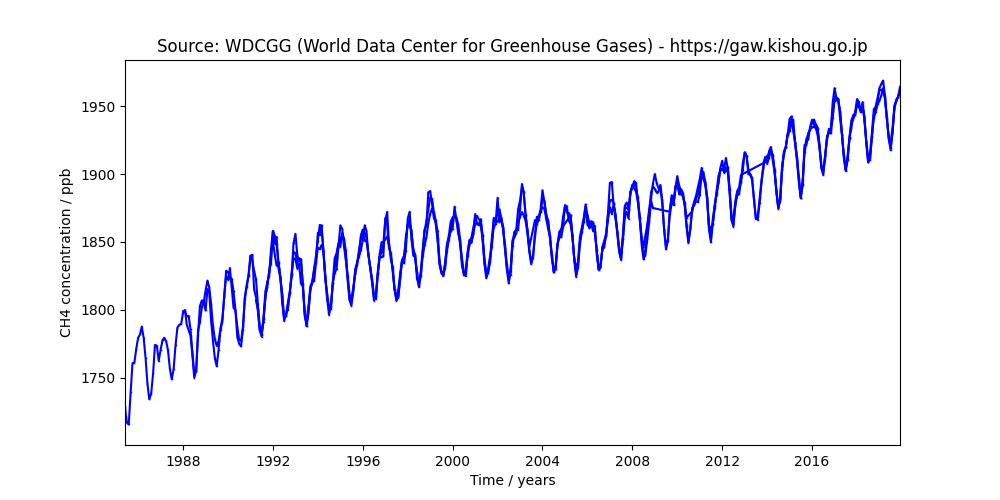 Source: WDCGG (World Data Center for Greenhouse Gases) - https://gaw.kishou.go.jp
CH4 concentration / ppb
1950
1900
1850
1800
1750
1988 1992 1996 2000 2004 2008 2012 2016
Time / years